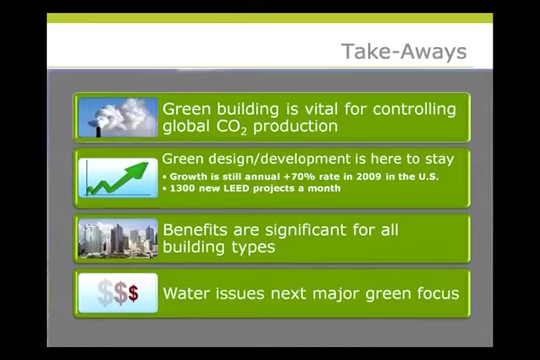 Take-Aways
Green building is vital for controlling
global CO₂ production
Green design/development is here to stay
• Growth is still annual +70% rate in 2009 in the U.S.
• 1300 new LEED projects a month
Benefits are significant for all
building types
$$$
Water issues next major green focus